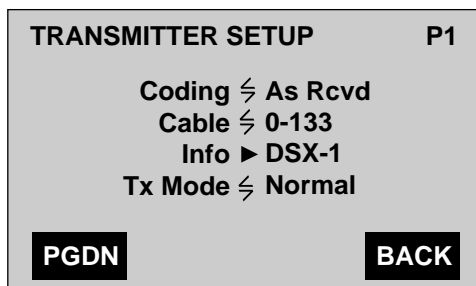 TRANSMITTER SETUP P1
Coding ≶ As Rcvd
Cable ≶ 0-133
Info ► DSX-1
Tx Mode ≶ Normal
PGDN BACK